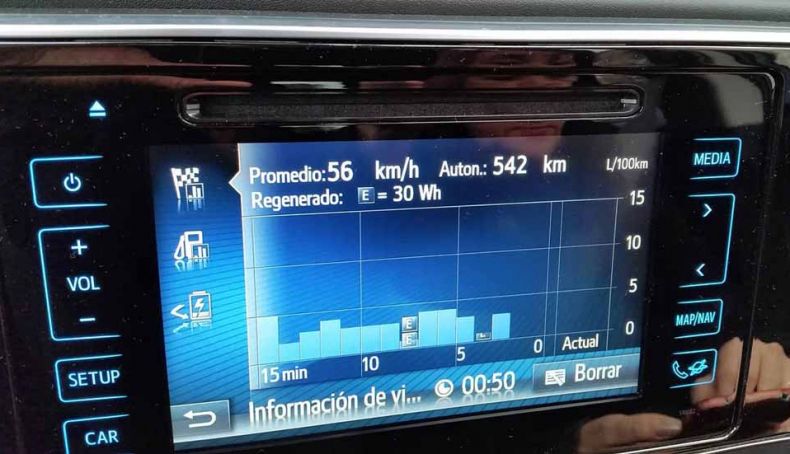 Promedio:56 km/h Auton.: 542 km L/100km
Regenerado: E = 30 Wh
15
10
5
0
E
E
15 min 10 5 0 Actual
Información de vi... 00:50 Borrar
VOL
SETUP
CAR
MEDIA
MAP/NAV